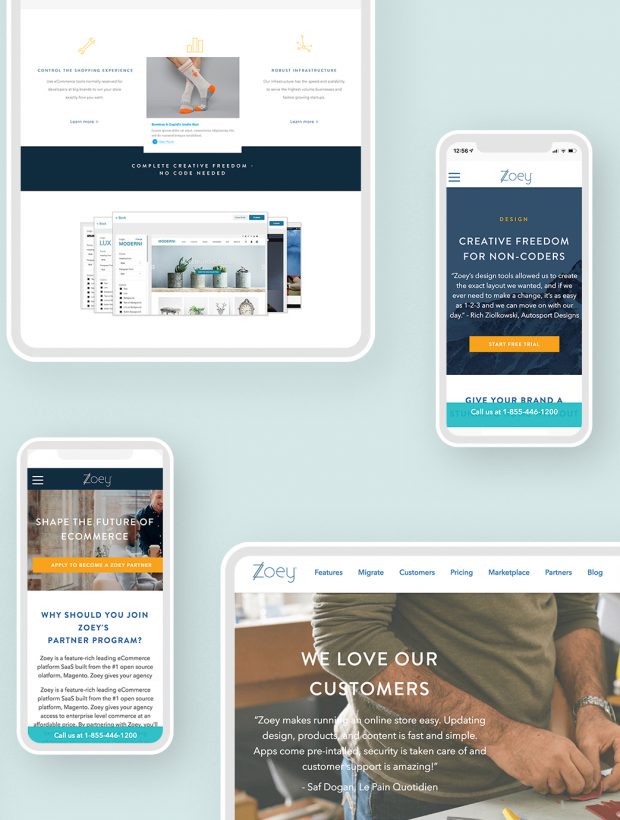 CONTROL THE SHOPPING EXPERIENCE
Use eCommerce tools normally reserved for
developers at big brands to run your store
exactly how you want.
Learn more >
ROBUST INFRASTRUCTURE
Our infrastructure has the speed and scalability
to serve the highest volume businesses and
fastest growing startups.
Learn more >
COMPLETE CREATIVE FREEDOM -
NO CODE NEEDED
< Back
LUX
< Back
MODERNI
MODERNI
12:56
Zoey
DESIGN
CREATIVE FREEDOM
FOR NON-CODERS
“Zoey’s design tools allowed us to create
the exact layout we wanted, and if we
ever need to make a change, it’s as easy
as 1-2-3 and we can move on with our
day.” - Rich Ziolkowski, Autosport Designs
START FREE TRIAL
GIVE YOUR BRAND A
Call us at 1-855-446-1200
Zoey
SHAPE THE FUTURE OF
ECOMMERCE
APPLY TO BECOME A ZOEY PARTNER
WHY SHOULD YOU JOIN
ZOEY’S
PARTNER PROGRAM?
Zoey is a feature-rich leading eCommerce
platform SaaS built from the #1 open source
platform, Magento. Zoey gives your agency
Zoey is a feature-rich leading eCommerce
platform SaaS built from the #1 open source
platform, Magento. Zoey gives your agency
access to enterprise level commerce at an
affordable price. By partnering with Zoey, you’ll
Call us at 1-855-446-1200
Zoey
Features Migrate Customers Pricing Marketplace Partners Blog
WE LOVE OUR
CUSTOMERS
“Zoey makes running an online store easy. Updating
design, products, and content is fast and simple.
Apps come pre-intalled, security is taken care of and
customer support is amazing!”
- Saf Dogan, Le Pain Quotidien